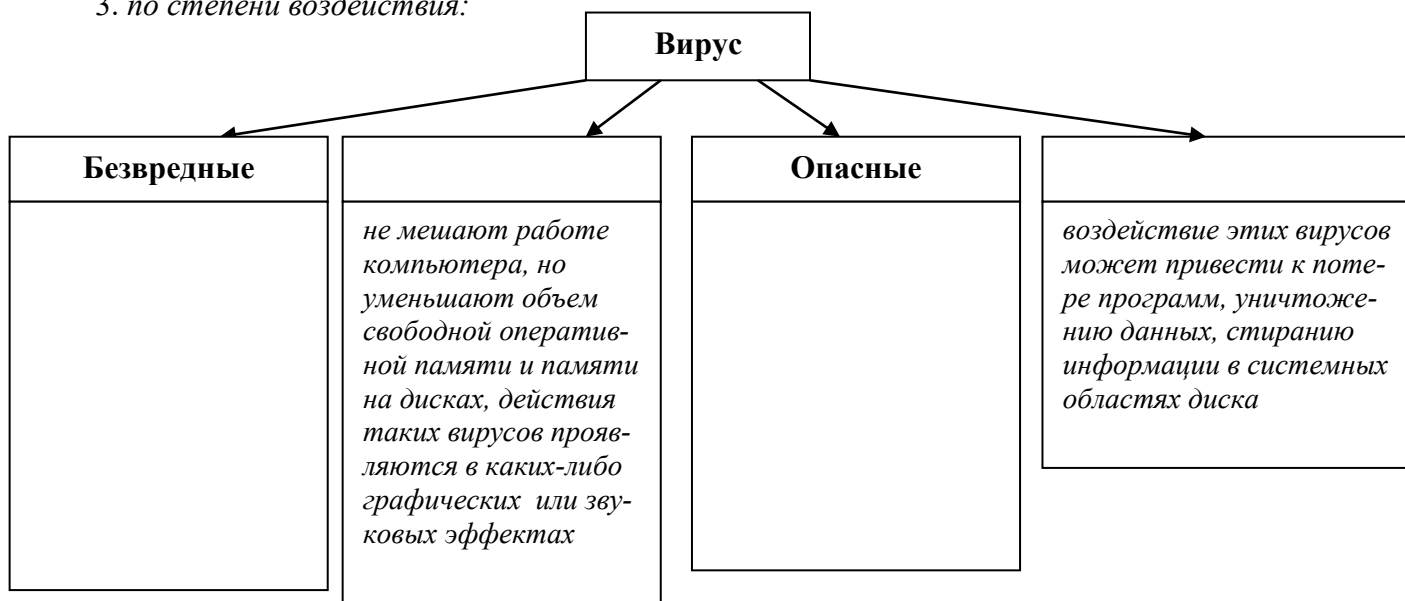 3. по степени воздействия:
Вирус
Безвредные
Опасные
не мешают работе
компьютера, но
уменьшают объем
свободной оператив-
ной памяти и памяти
на дисках, действия
таких вирусов прояв-
ляются в каких-либо
графических или зву-
ковых эффектах
воздействие этих вирусов
может привести к поте-
ре программ, уничтоже-
нию данных, стиранию
информации в системных
областях диска